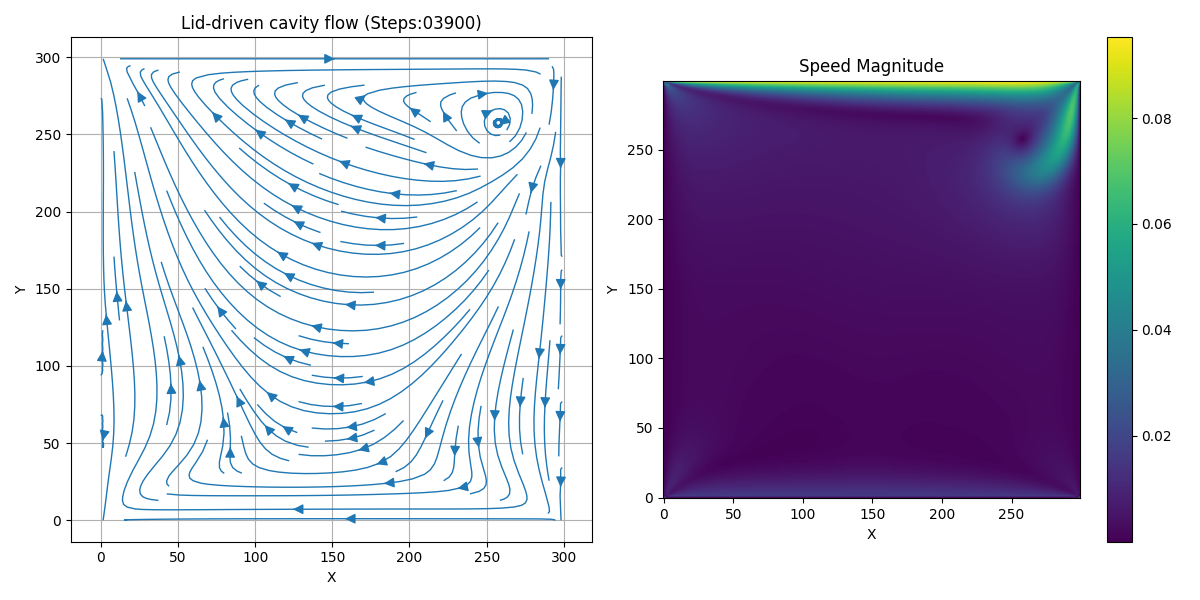 Lid-driven cavity flow (Steps:03900)
300
250
200
150
100
50
0
Y
0 50 100 150 200 250 300
X
Speed Magnitude
250
200
150
100
50
0
Y
0 50 100 150 200 250
X
0.08
0.06
0.04
0.02